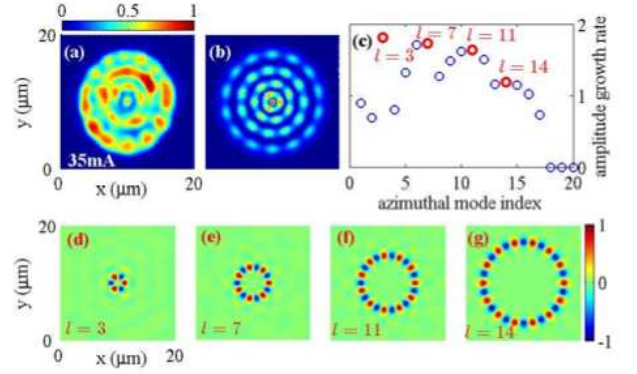 0 0.5 1
20
(a)
(b)
y (μm)
35mA
0
0 20
x (μm)
(c)
l = 3
l = 7
l = 11
l = 14
2
1
0
amplitude growth rate
0 5 10 15 20
azimuthal mode index
20
(d)
(e)
(f)
(g)
y (μm)
l = 3
l = 7
l = 11
l = 14
0
0 20
x (μm)
1
0
-1